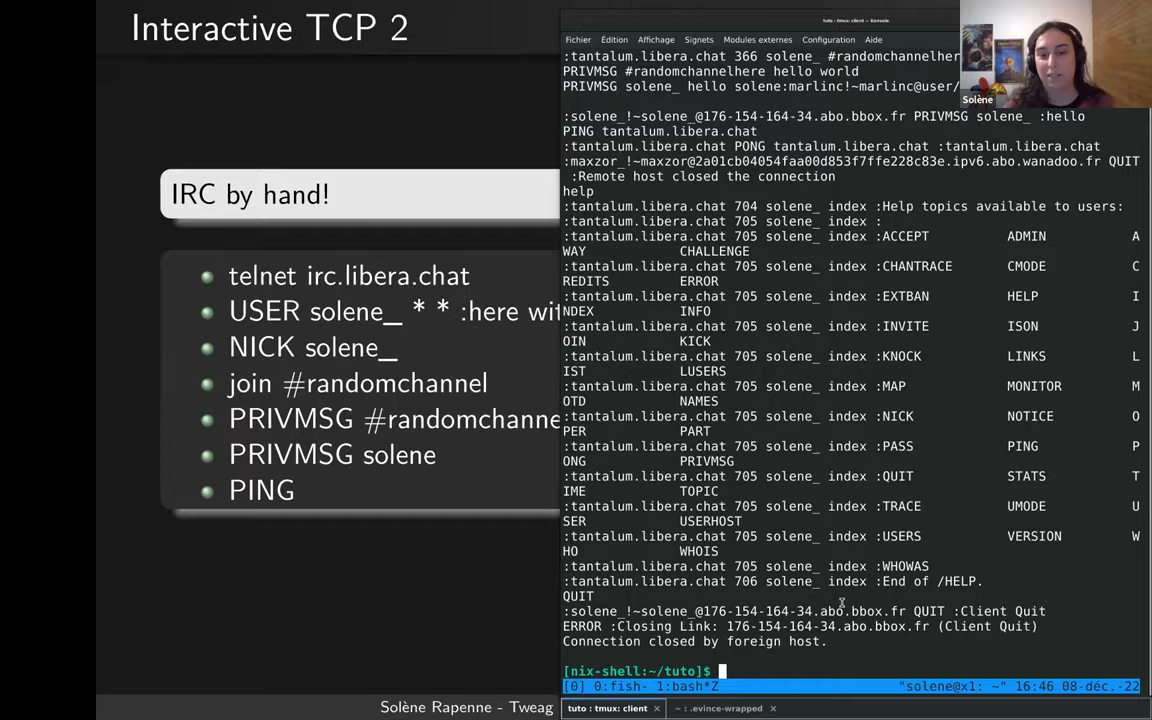 Interactive TCP 2
IRC by hand!
telnet irc.libera.chat
USER solene_ * * :here wit
NICK solene_
join #randomchannel
PRIVMSG #randomchanne
PRIVMSG solene
PING
Solène Rapenne - Tweag
tuto : tmux: client — Konsole
Fichier Édition Affichage Signets Modules externes Configuration Aide
:tantalum.libera.chat 366 solene_ #randomchannelher
PRIVMSG #randomchannelhere hello world
PRIVMSG solene_ hello solene:marlinc!~marlinc@user/
:solene_!~solene_@176-154-164-34.abo.bbox.fr PRIVMSG solene_ :hello
PING tantalum.libera.chat
:tantalum.libera.chat PONG tantalum.libera.chat :tantalum.libera.chat
:maxzor_!~maxzor@2a01cb04054faa00d853f7ffe228c83e.ipv6.abo.wanadoo.fr QUIT
:Remote host closed the connection
help
:tantalum.libera.chat 704 solene_ index :Help topics available to users:
:tantalum.libera.chat 705 solene_ index :
:tantalum.libera.chat 705 solene_ index :ACCEPT ADMIN A
WAY CHALLENGE
:tantalum.libera.chat 705 solene_ index :CHANTRACE CMODE C
REDITS ERROR
:tantalum.libera.chat 705 solene_ index :EXTBAN HELP I
NDEX INFO
:tantalum.libera.chat 705 solene_ index :INVITE ISON J
OIN KICK
:tantalum.libera.chat 705 solene_ index :KNOCK LINKS L
IST LUSERS
:tantalum.libera.chat 705 solene_ index :MAP MONITOR M
OTD NAMES
:tantalum.libera.chat 705 solene_ index :NICK NOTICE O
PER PART
:tantalum.libera.chat 705 solene_ index :PASS PING P
ONG PRIVMSG
:tantalum.libera.chat 705 solene_ index :QUIT STATS T
IME TOPIC
:tantalum.libera.chat 705 solene_ index :TRACE UMODE U
SER USERHOST
:tantalum.libera.chat 705 solene_ index :USERS VERSION W
HO WHOIS
:tantalum.libera.chat 705 solene_ index :WHOWAS
:tantalum.libera.chat 706 solene_ index :End of /HELP.
QUIT
:solene_!~solene_@176-154-164-34.abo.bbox.fr QUIT :Client Quit
ERROR :Closing Link: 176-154-164-34.abo.bbox.fr (Client Quit)
Connection closed by foreign host.
[nix-shell:~/tuto]$
[0] 0:fish- 1:bash*Z "solene@x1: ~" 16:46 08-déc.-22
tuto : tmux: client × ~ : .evince-wrapped ×
Solène